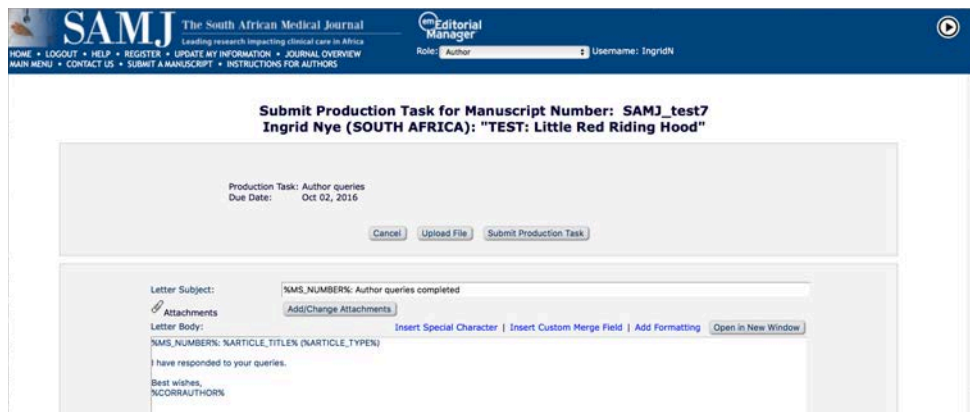 SAMJ The South African Medical Journal
Leading research impacting clinical care in Africa
em Editorial Manager
HOME • LOGOUT • HELP • REGISTER • UPDATE MY INFORMATION • JOURNAL OVERVIEW
MAIN MENU • CONTACT US • SUBMIT A MANUSCRIPT • INSTRUCTIONS FOR AUTHORS
Role: Author Username: IngridN
Submit Production Task for Manuscript Number: SAMJ_test7
Ingrid Nye (SOUTH AFRICA): "TEST: Little Red Riding Hood"
Production Task: Author queries
Due Date: Oct 02, 2016
Cancel Upload File Submit Production Task
Letter Subject: %MS_NUMBER%: Author queries completed
Attachments Add/Change Attachments
Letter Body: Insert Special Character | Insert Custom Merge Field | Add Formatting Open in New Window
%MS_NUMBER%: %ARTICLE_TITLE% (%ARTICLE_TYPE%)
I have responded to your queries.
Best wishes,
%CORRAUTHOR%